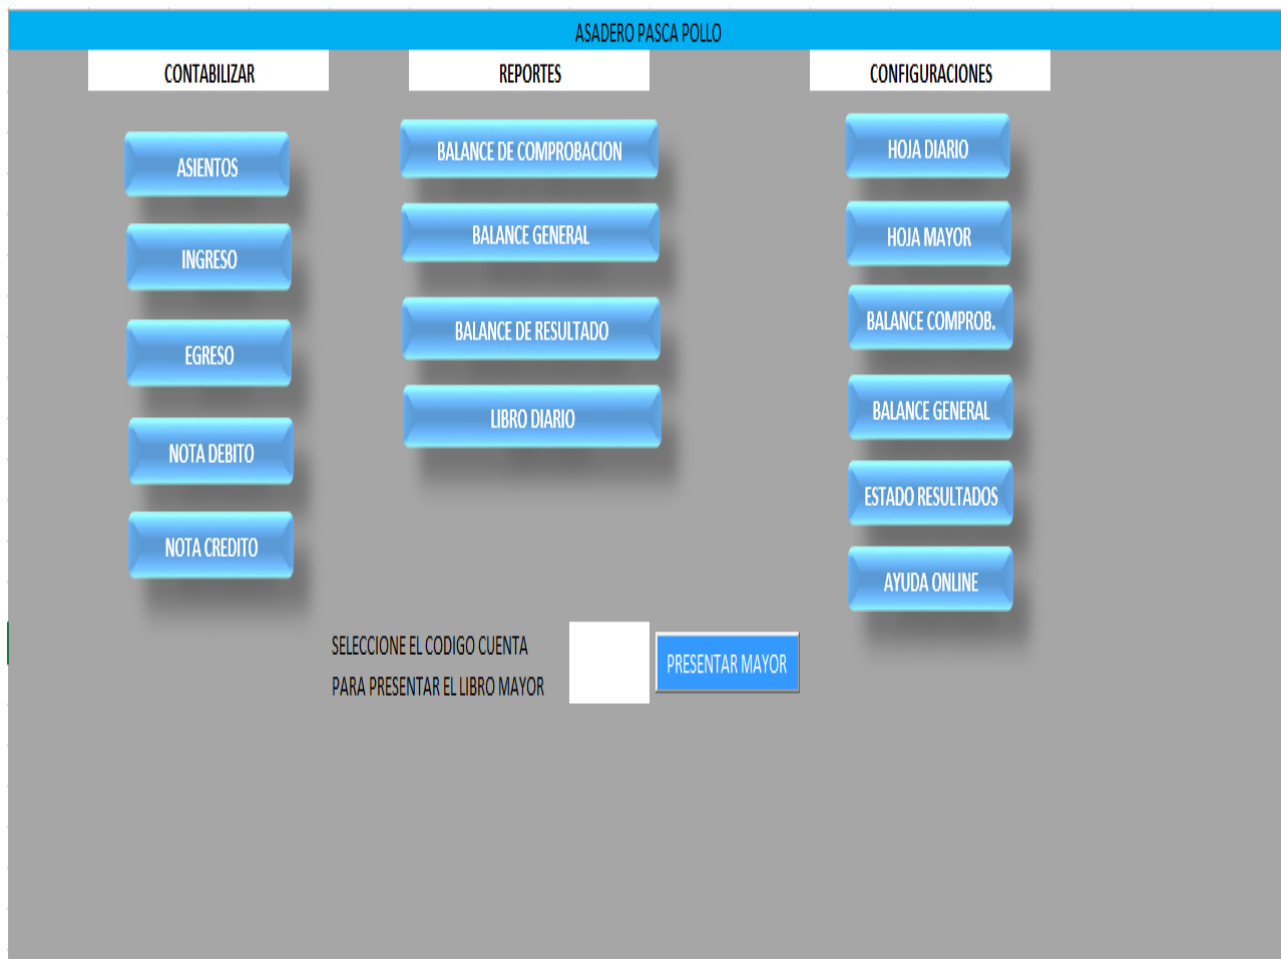 ASADERO PASCA POLLO
CONTABILIZAR
ASIENTOS
INGRESO
EGRESO
NOTA DEBITO
NOTA CREDITO
REPORTES
BALANCE DE COMPROBACION
BALANCE GENERAL
BALANCE DE RESULTADO
LIBRO DIARIO
CONFIGURACIONES
HOJA DIARIO
HOJA MAYOR
BALANCE COMPROB.
BALANCE GENERAL
ESTADO RESULTADOS
AYUDA ONLINE
SELECCIONE EL CODIGO CUENTA
PARA PRESENTAR EL LIBRO MAYOR
PRESENTAR MAYOR